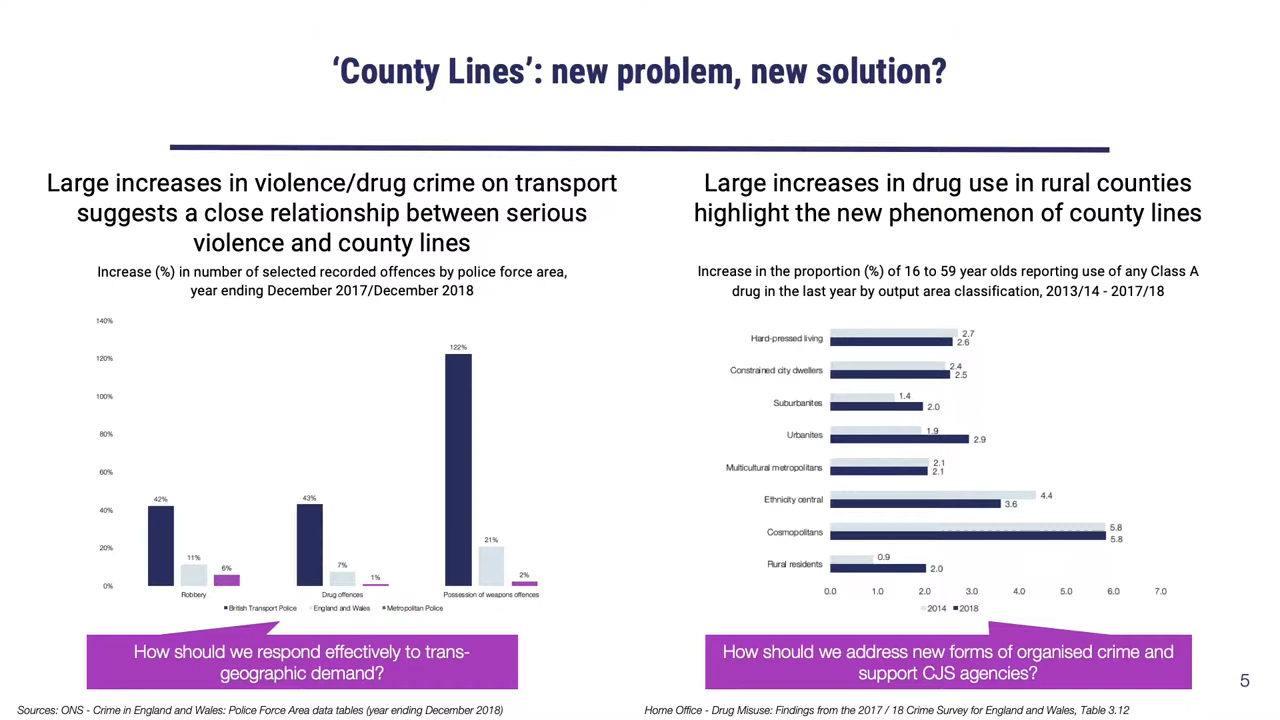 ‘County Lines’: new problem, new solution?
Large increases in violence/drug crime on transport
suggests a close relationship between serious
violence and county lines
Increase (%) in number of selected recorded offences by police force area,
year ending December 2017/December 2018
140%
120%
100%
80%
60%
40%
20%
0%
42%
11%
6%
43%
7%
1%
122%
21%
2%
Robbery
Drug offences
Possession of weapons offences
British Transport Police
England and Wales
Metropolitan Police
How should we respond effectively to trans-
geographic demand?
Large increases in drug use in rural counties
highlight the new phenomenon of county lines
Increase in the proportion (%) of 16 to 59 year olds reporting use of any Class A
drug in the last year by output area classification, 2013/14 - 2017/18
Hard-pressed living
2.7
2.6
Constrained city dwellers
2.4
2.5
Suburbanites
1.4
2.0
Urbanites
1.9
2.9
Multicultural metropolitans
2.1
2.1
Ethnicity central
4.4
3.6
Cosmopolitans
5.8
5.8
Rural residents
0.9
2.0
0.0 1.0 2.0 3.0 4.0 5.0 6.0 7.0
2014 2018
How should we address new forms of organised crime and
support CJS agencies?
5
Sources: ONS - Crime in England and Wales: Police Force Area data tables (year ending December 2018)
Home Office - Drug Misuse: Findings from the 2017 / 18 Crime Survey for England and Wales, Table 3.12